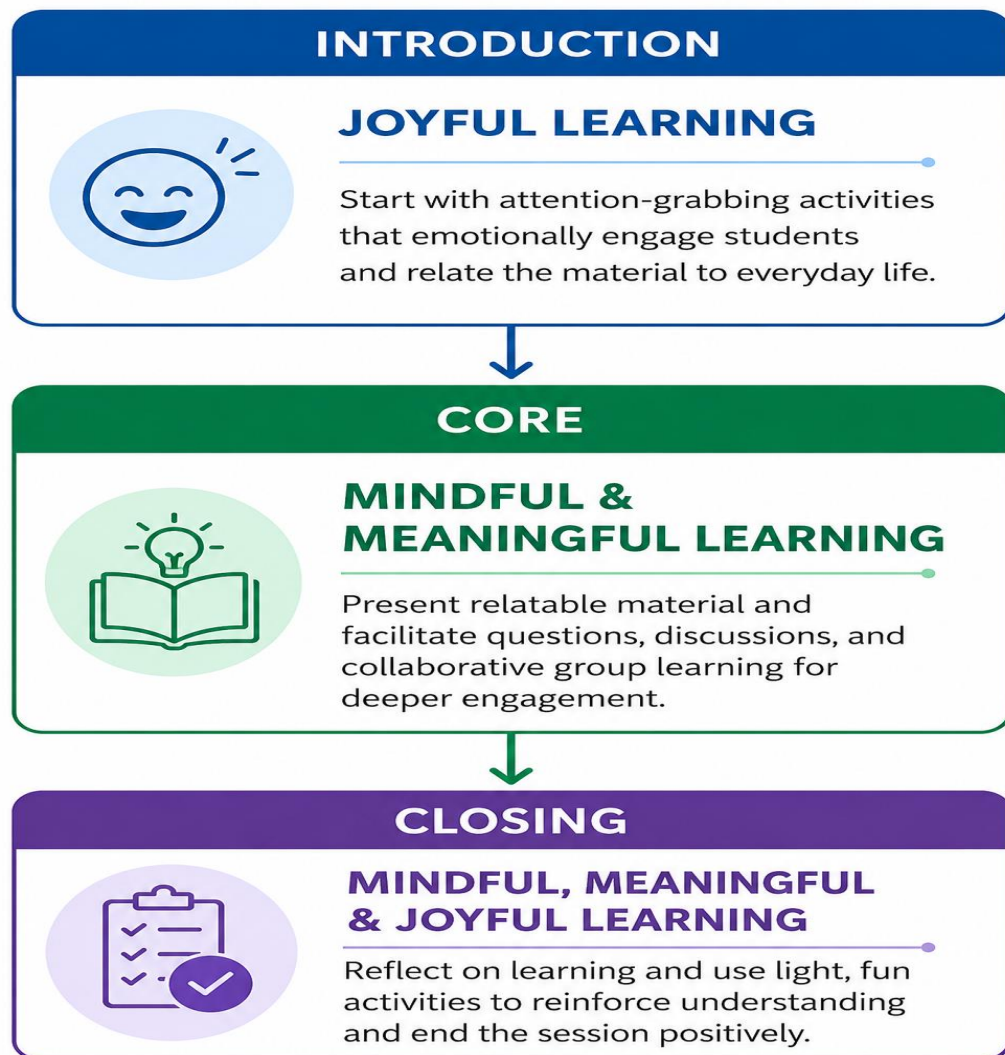 INTRODUCTION
JOYFUL LEARNING
Start with attention-grabbing activities
that emotionally engage students
and relate the material to everyday life.
CORE
MINDFUL &
MEANINGFUL LEARNING
Present relatable material and
facilitate questions, discussions, and
collaborative group learning for
deeper engagement.
CLOSING
MINDFUL, MEANINGFUL
& JOYFUL LEARNING
Reflect on learning and use light, fun
activities to reinforce understanding
and end the session positively.